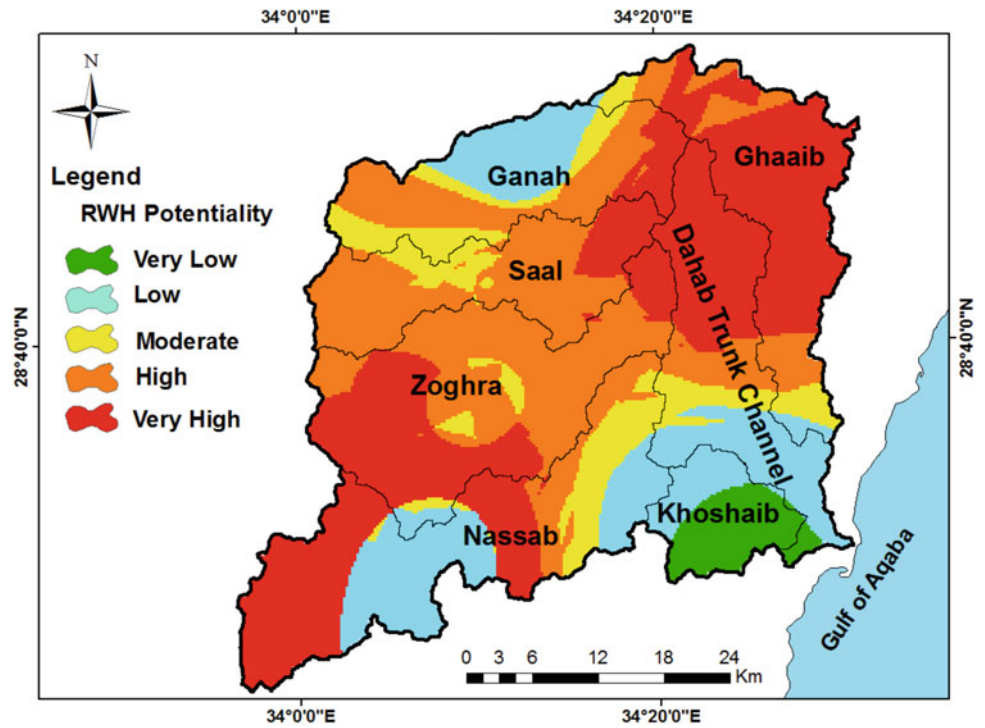 34°0'0"E
34°20'0"E
N
Legend
RWH Potentiality
Very Low
Low
Moderate
High
Very High
28°40'0"N
28°40'0"N
Ganah
Ghaaib
Saal
Dahab Trunk Channel
Zoghra
Nassab
Khoshaib
Gulf of Aqaba
0 3 6 12 18 24
Km
34°0'0"E
34°20'0"E